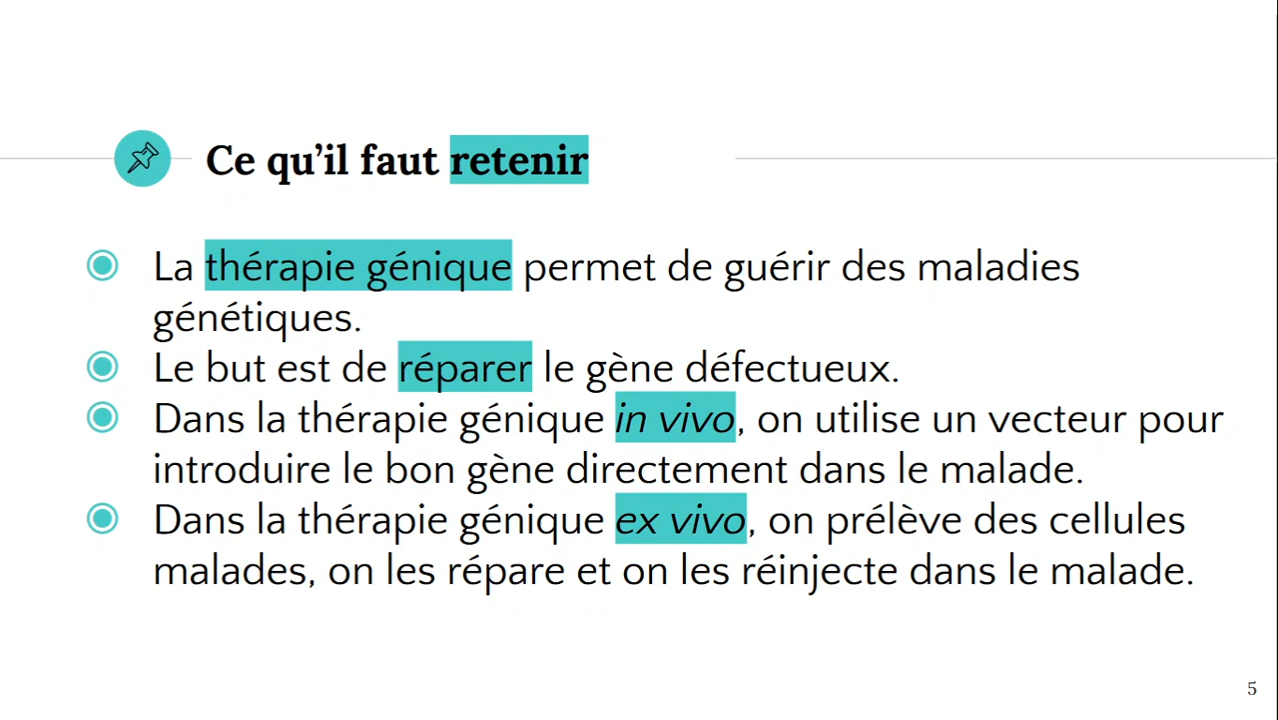 Ce qu’il faut retenir
La thérapie génique permet de guérir des maladies
génétiques.
Le but est de réparer le gène défectueux.
Dans la thérapie génique in vivo, on utilise un vecteur pour
introduire le bon gène directement dans le malade.
Dans la thérapie génique ex vivo, on prélève des cellules
malades, on les répare et on les réinjecte dans le malade.
5